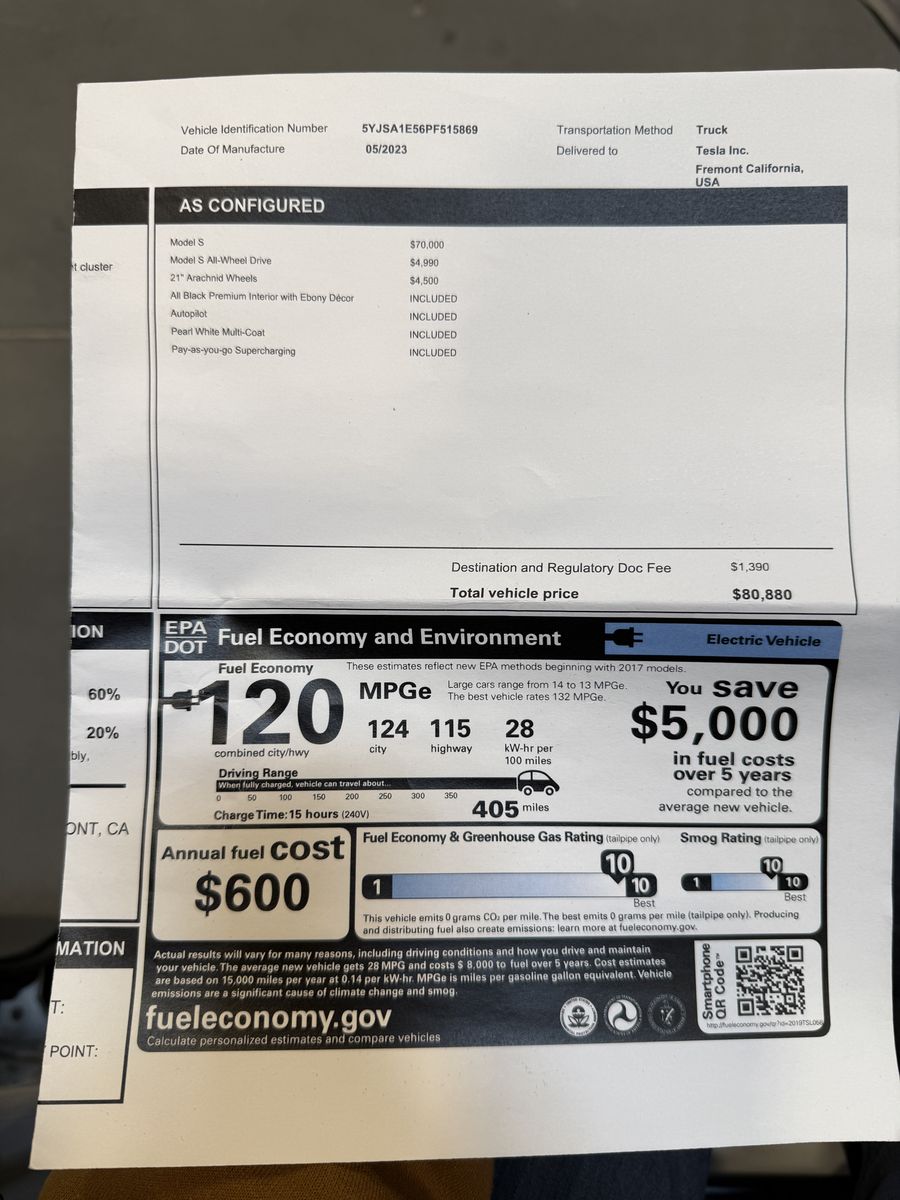 Vehicle Identification Number 5YJSA1E56PF515869 Transportation Method Truck
Date Of Manufacture 05/2023 Delivered to Tesla Inc.
Fremont California,
USA
AS CONFIGURED
t cluster
Model S $70,000
Model S All-Wheel Drive $4,990
21" Arachnid Wheels $4,500
All Black Premium Interior with Ebony Décor INCLUDED
Autopilot INCLUDED
Pearl White Multi-Coat INCLUDED
Pay-as-you-go Supercharging INCLUDED
Destination and Regulatory Doc Fee $1,390
Total vehicle price $80,880
ION
60%
20%
bly,
ONT, CA
MATION
T:
POINT:
EPA
DOT
Fuel Economy and Environment
Electric Vehicle
Fuel Economy
These estimates reflect new EPA methods beginning with 2017 models.
120 MPGe
Large cars range from 14 to 13 MPGe.
The best vehicle rates 132 MPGe.
combined city/hwy
124 115 28
city highway kW-hr per
100 miles
You save
$5,000
in fuel costs
over 5 years
compared to the
average new vehicle.
Driving Range
When fully charged, vehicle can travel about...
0 50 100 150 200 250 300 350
405 miles
Charge Time: 15 hours (240V)
Annual fuel cost
$600
Fuel Economy & Greenhouse Gas Rating (tailpipe only)
1 10 10
Best
Smog Rating (tailpipe only)
1 10 10
Best
This vehicle emits 0 grams CO₂ per mile. The best emits 0 grams per mile (tailpipe only). Producing
and distributing fuel also create emissions: learn more at fueleconomy.gov.
Actual results will vary for many reasons, including driving conditions and how you drive and maintain
your vehicle. The average new vehicle gets 28 MPG and costs $ 8,000 to fuel over 5 years. Cost estimates
are based on 15,000 miles per year at 0.14 per kW-hr. MPGe is miles per gasoline gallon equivalent. Vehicle
emissions are a significant cause of climate change and smog.
fueleconomy.gov
Calculate personalized estimates and compare vehicles
Smartphone
QR Code™